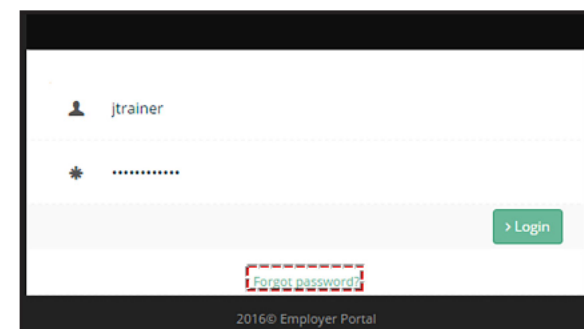 jtrainer
••••••••••••
> Login
Forgot password?
2016© Employer Portal